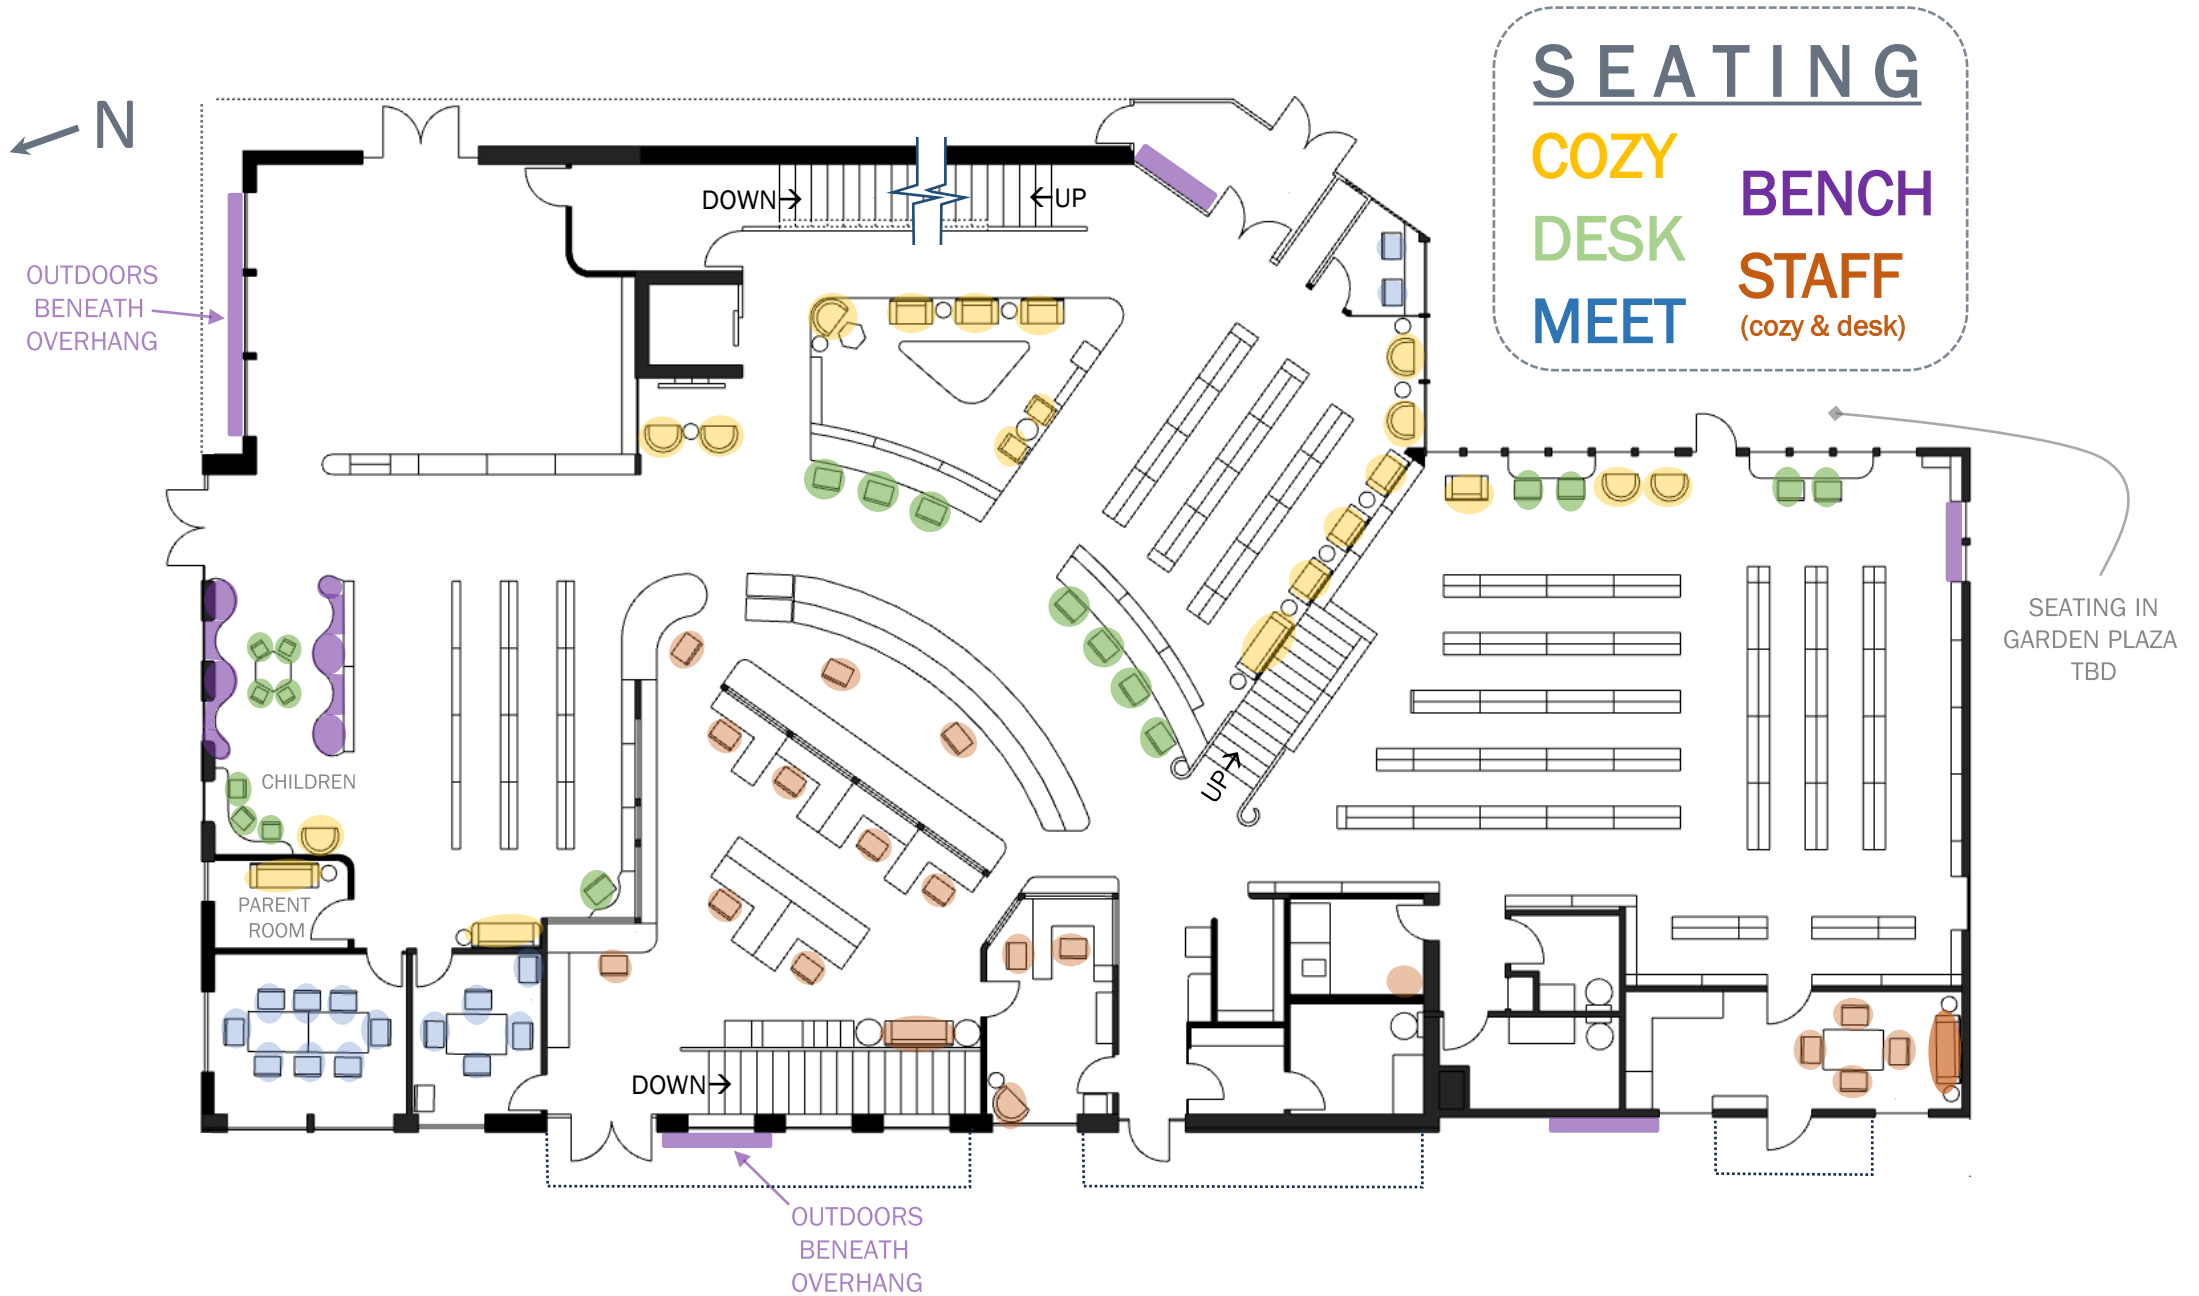 SEATING
COZY
DESK
MEET
BENCH
STAFF
(cozy & desk)
N
DOWN
UP
OUTDOORS
BENEATH
OVERHANG
SEATING IN
GARDEN PLAZA
TBD
CHILDREN
UP
PARENT
ROOM
DOWN
OUTDOORS
BENEATH
OVERHANG